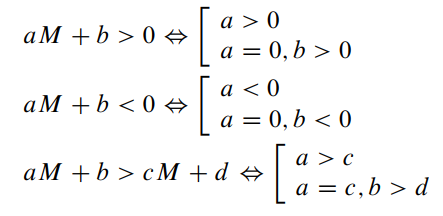 aM + b > 0 ⇔ [ a > 0
a = 0, b > 0
aM + b < 0 ⇔ [ a < 0
a = 0, b < 0
aM + b > cM + d ⇔ [ a > c
a = c, b > d